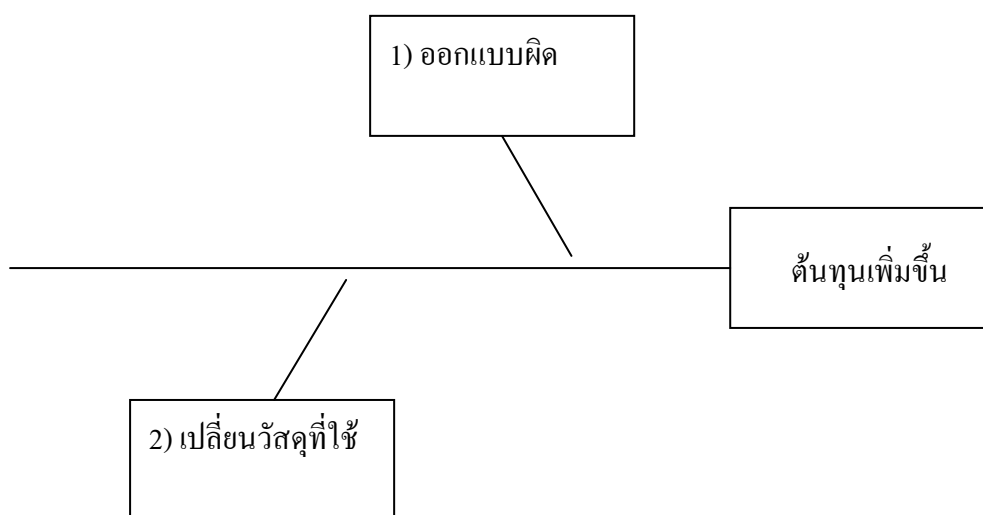 1) ออกแบบผิด
ต้นทุนเพิ่มขึ้น
2) เปลี่ยนวัสดุที่ใช้